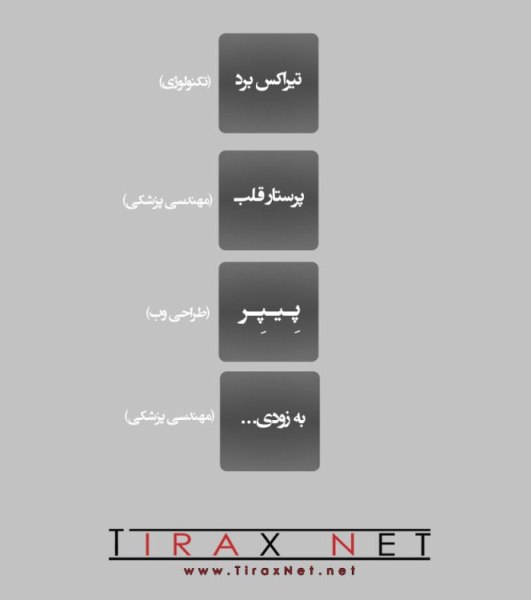 تیراکس برد (تکنولوژی)
پرستار قلب (مهندسی پزشکی)
پِـیـپِـر (طراحی وب)
به زودی... (مهندسی پزشکی)
TIRAX NET
www.TiraxNet.net